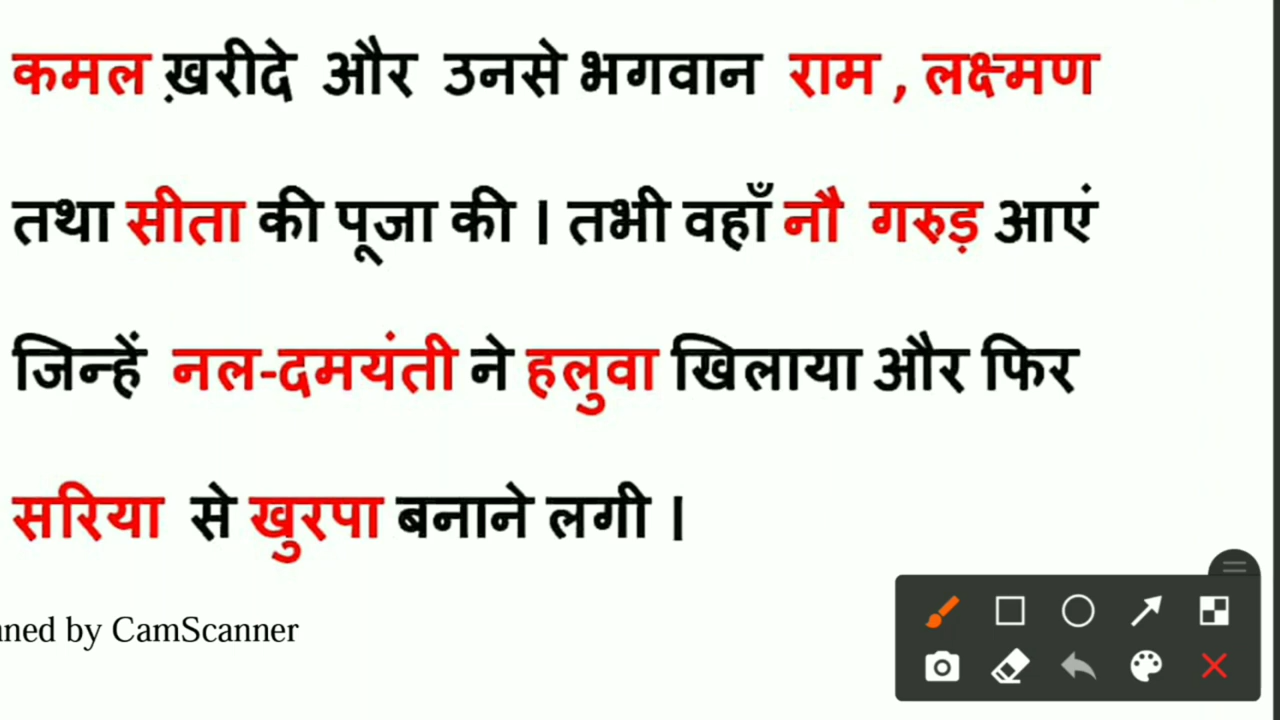 कमल ख़रीदे और उनसे भगवान राम , लक्ष्मण
तथा सीता की पूजा की । तभी वहाँ नौ गरुड़ आएं
जिन्हें नल-दमयंती ने हलुवा खिलाया और फिर
सरिया से खुरपा बनाने लगी ।
nned by CamScanner